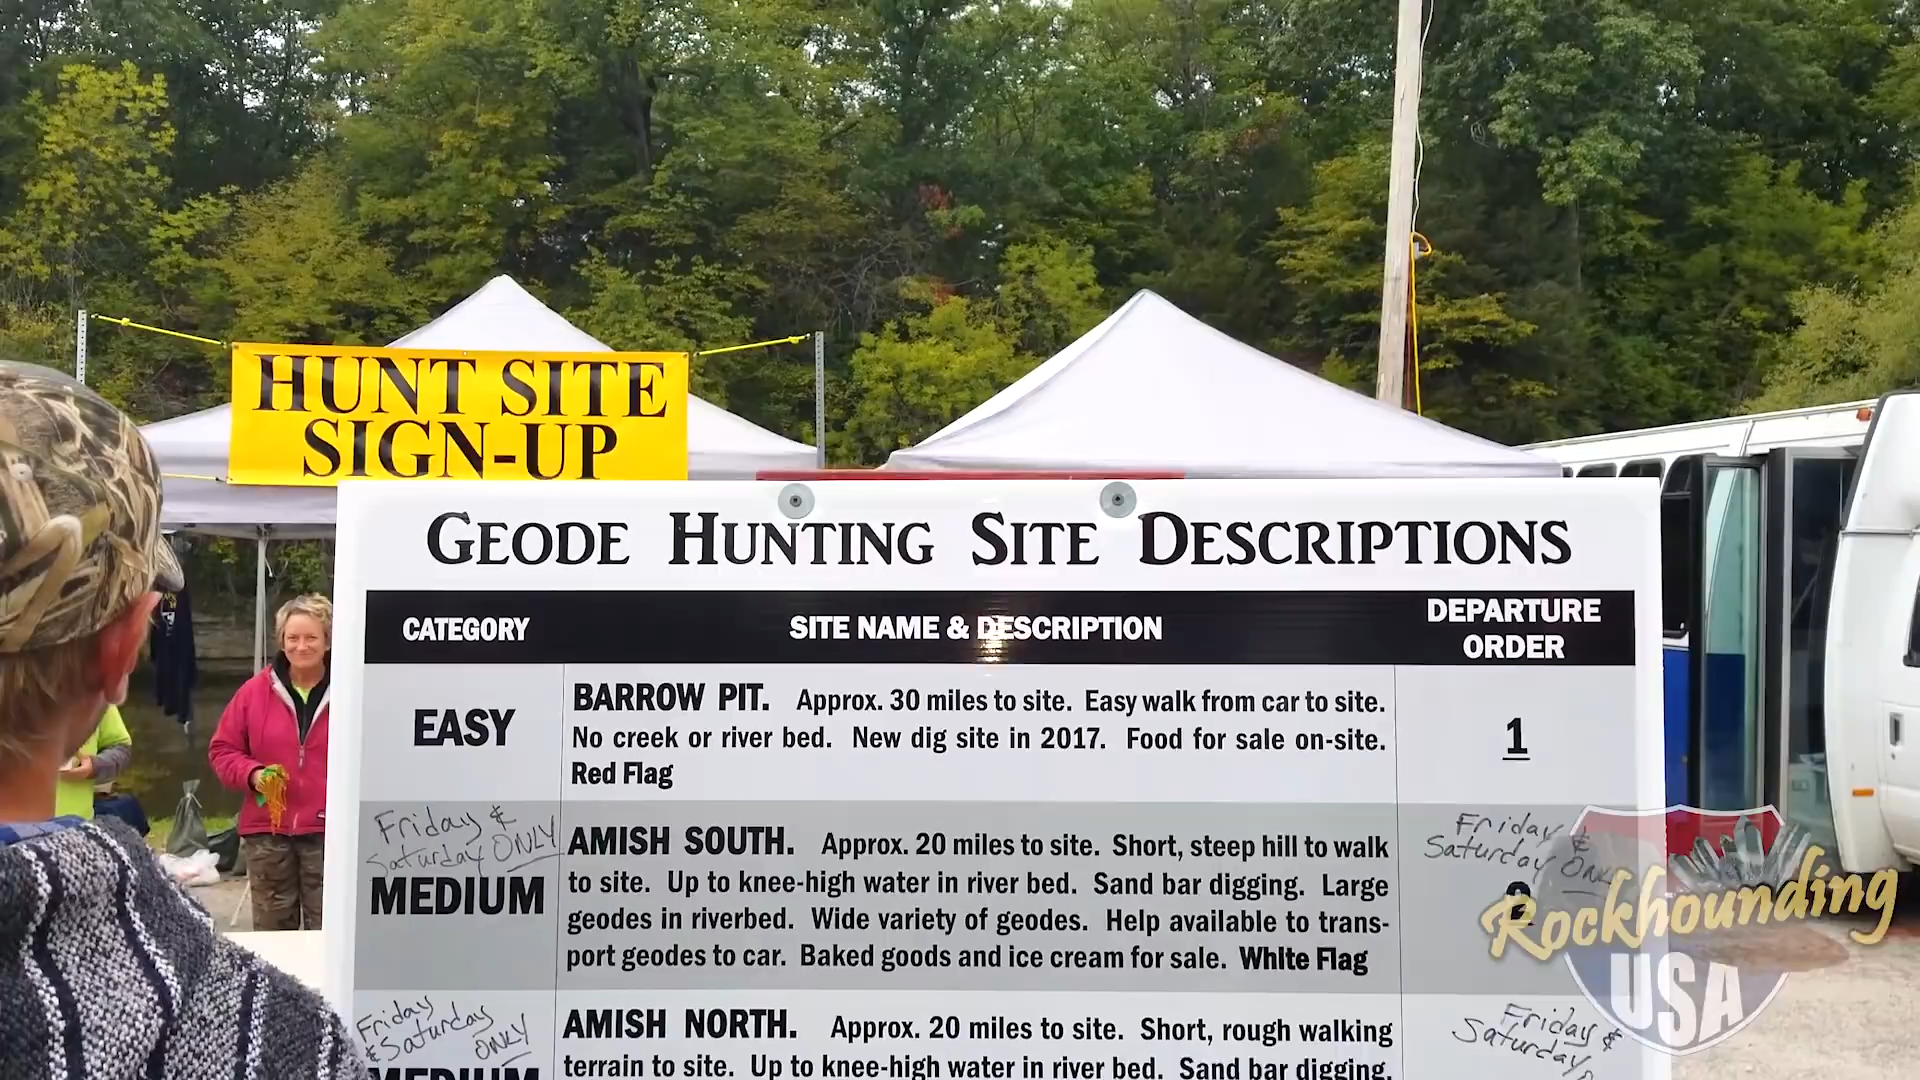 HUNT SITE
SIGN-UP
GEODE HUNTING SITE DESCRIPTIONS
CATEGORY
SITE NAME & DESCRIPTION
DEPARTURE
ORDER
EASY
BARROW PIT. Approx. 30 miles to site. Easy walk from car to site.
No creek or river bed. New dig site in 2017. Food for sale on-site.
Red Flag
1
Friday &
Saturday ONLY
MEDIUM
AMISH SOUTH. Approx. 20 miles to site. Short, steep hill to walk
to site. Up to knee-high water in river bed. Sand bar digging. Large
geodes in riverbed. Wide variety of geodes. Help available to trans-
port geodes to car. Baked goods and ice cream for sale. White Flag
Friday &
Saturday Only
Friday
& Saturday
ONLY
MEDIUM
AMISH NORTH. Approx. 20 miles to site. Short, rough walking
terrain to site. Up to knee-high water in river bed. Sand bar digging.
Friday &
Saturday
Rockhounding
USA